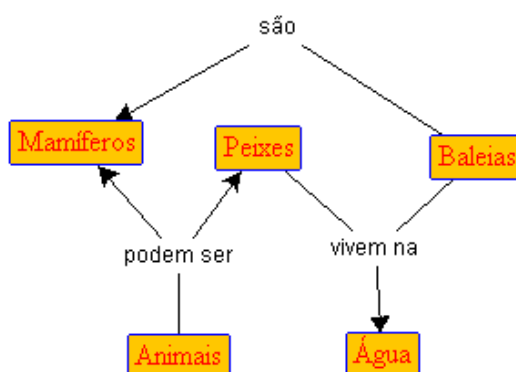 são
Mamíferos
Peixes
Baleias
podem ser
vivem na
Animais
Água